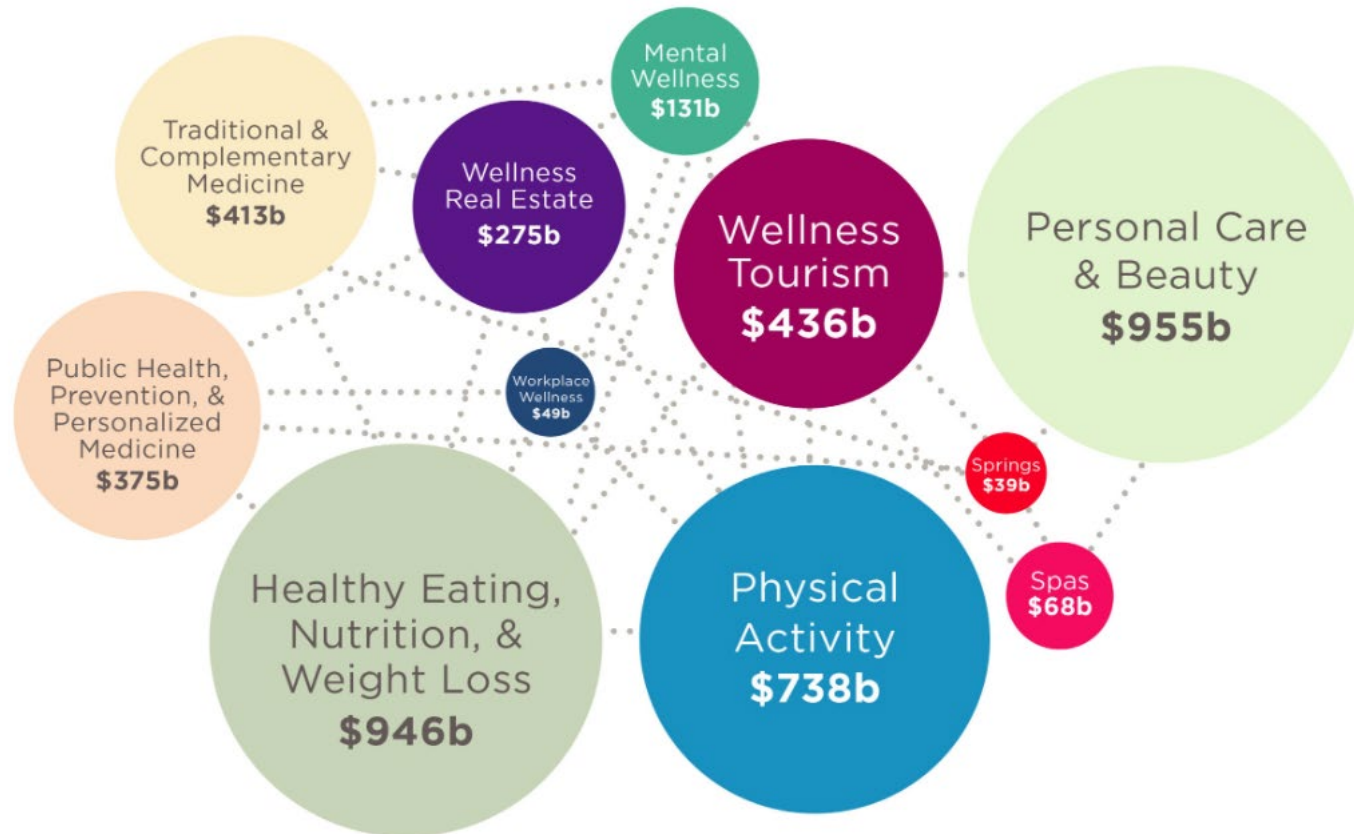 Mental
Wellness
$131b
Traditional &
Complementary
Medicine
$413b
Wellness
Real Estate
$275b
Wellness
Tourism
$436b
Personal Care
& Beauty
$955b
Public Health,
Prevention, &
Personalized
Medicine
$375b
Workplace
Wellness
$49b
Springs
$39b
Healthy Eating,
Nutrition, &
Weight Loss
$946b
Physical
Activity
$738b
Spas
$68b